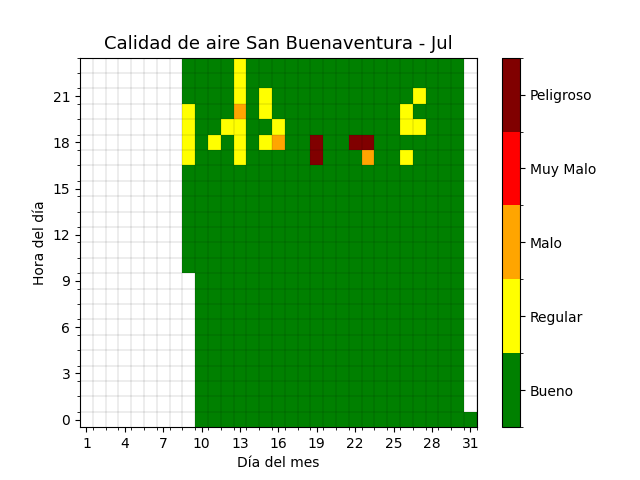 Calidad de aire San Buenaventura - Jul
Hora del día
21
18
15
12
9
6
3
0
1 4 7 10 13 16 19 22 25 28 31
Día del mes
Peligroso
Muy Malo
Malo
Regular
Bueno